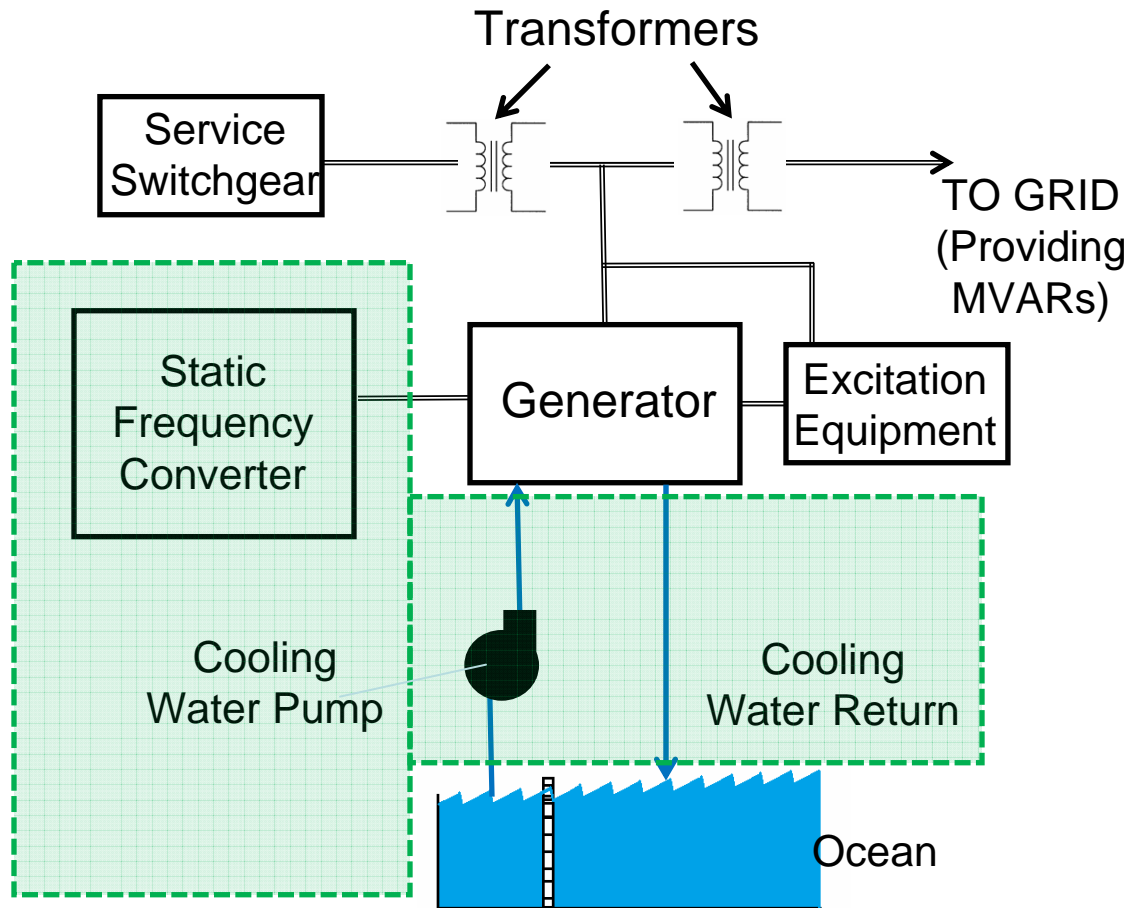 Transformers
Service
Switchgear
TO GRID
(Providing
MVARs)
Static
Frequency
Converter
Generator
Excitation
Equipment
Cooling
Water Pump
Cooling
Water Return
Ocean